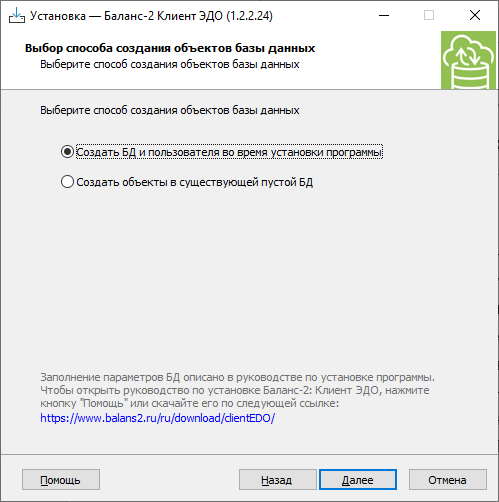 Установка — Баланс-2 Клиент ЭДО (1.2.2.24)
Выбор способа создания объектов базы данных
Выберите способ создания объектов базы данных
Выберите способ создания объектов базы данных
Создать БД и пользователя во время установки программы
Создать объекты в существующей пустой БД
Заполнение параметров БД описано в руководстве по установке программы.
Чтобы открыть руководство по установке Баланс-2: Клиент ЭДО, нажмите
кнопку "Помощь" или скачайте его по следующей ссылке:
https://www.balans2.ru/ru/download/clientEDO/
Помощь Назад Далее Отмена